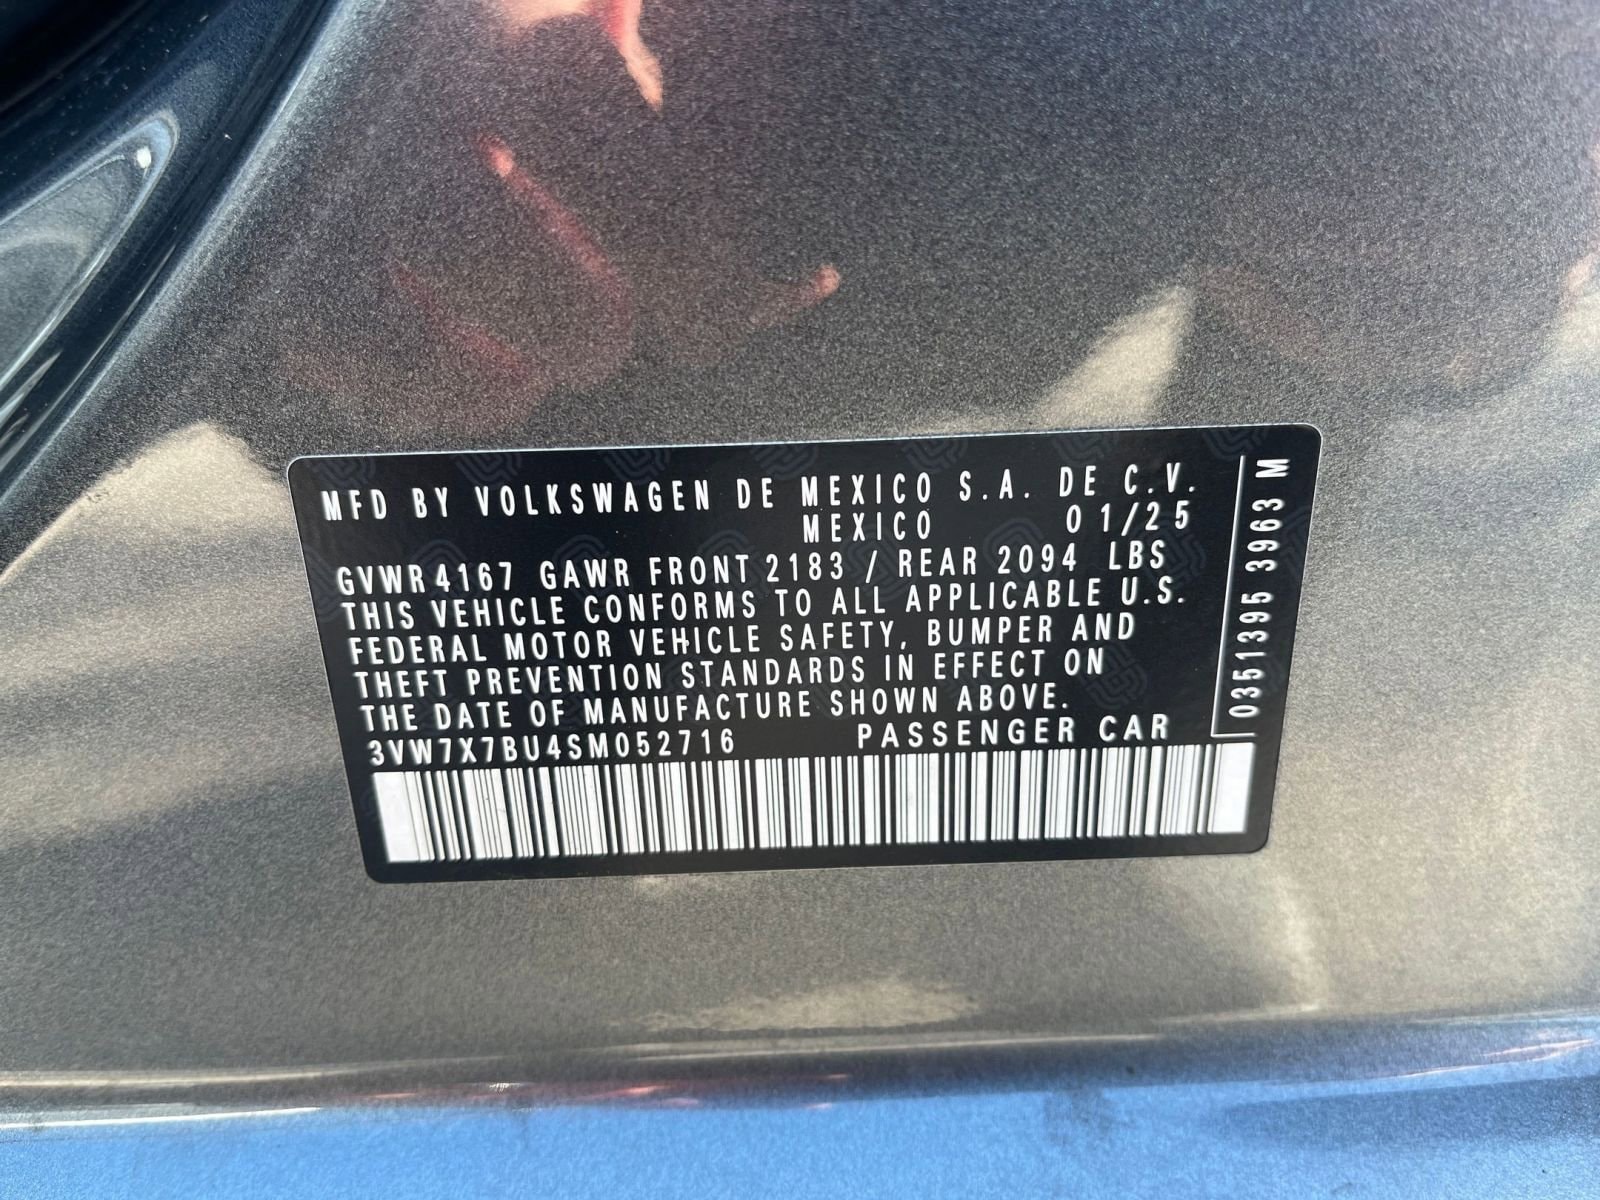 MFD BY VOLKSWAGEN DE MEXICO S.A. DE C.V.
MEXICO 01/25
GVWR 4167 GAWR FRONT 2183 / REAR 2094 LBS
THIS VEHICLE CONFORMS TO ALL APPLICABLE U.S.
FEDERAL MOTOR VEHICLE SAFETY, BUMPER AND
THEFT PREVENTION STANDARDS IN EFFECT ON
THE DATE OF MANUFACTURE SHOWN ABOVE.
3VW7X7BU4SM052716 PASSENGER CAR
0351395 3963 M